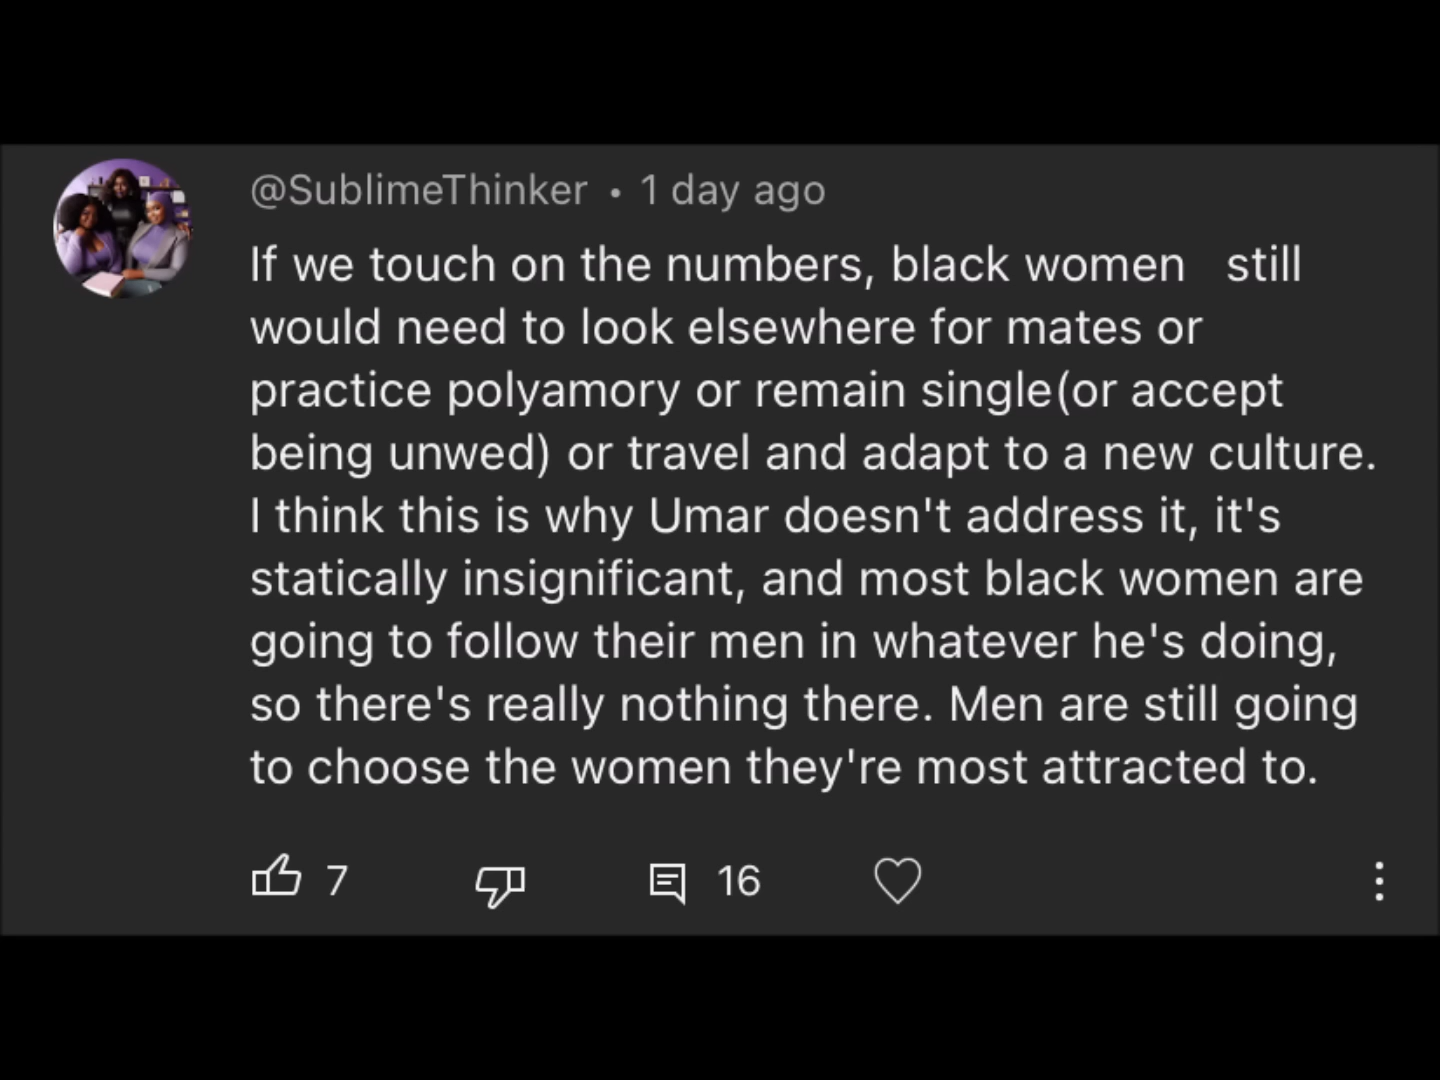 @SublimeThinker • 1 day ago
If we touch on the numbers, black women still
would need to look elsewhere for mates or
practice polyamory or remain single(or accept
being unwed) or travel and adapt to a new culture.
I think this is why Umar doesn't address it, it's
statically insignificant, and most black women are
going to follow their men in whatever he's doing,
so there's really nothing there. Men are still going
to choose the women they're most attracted to.
7 16